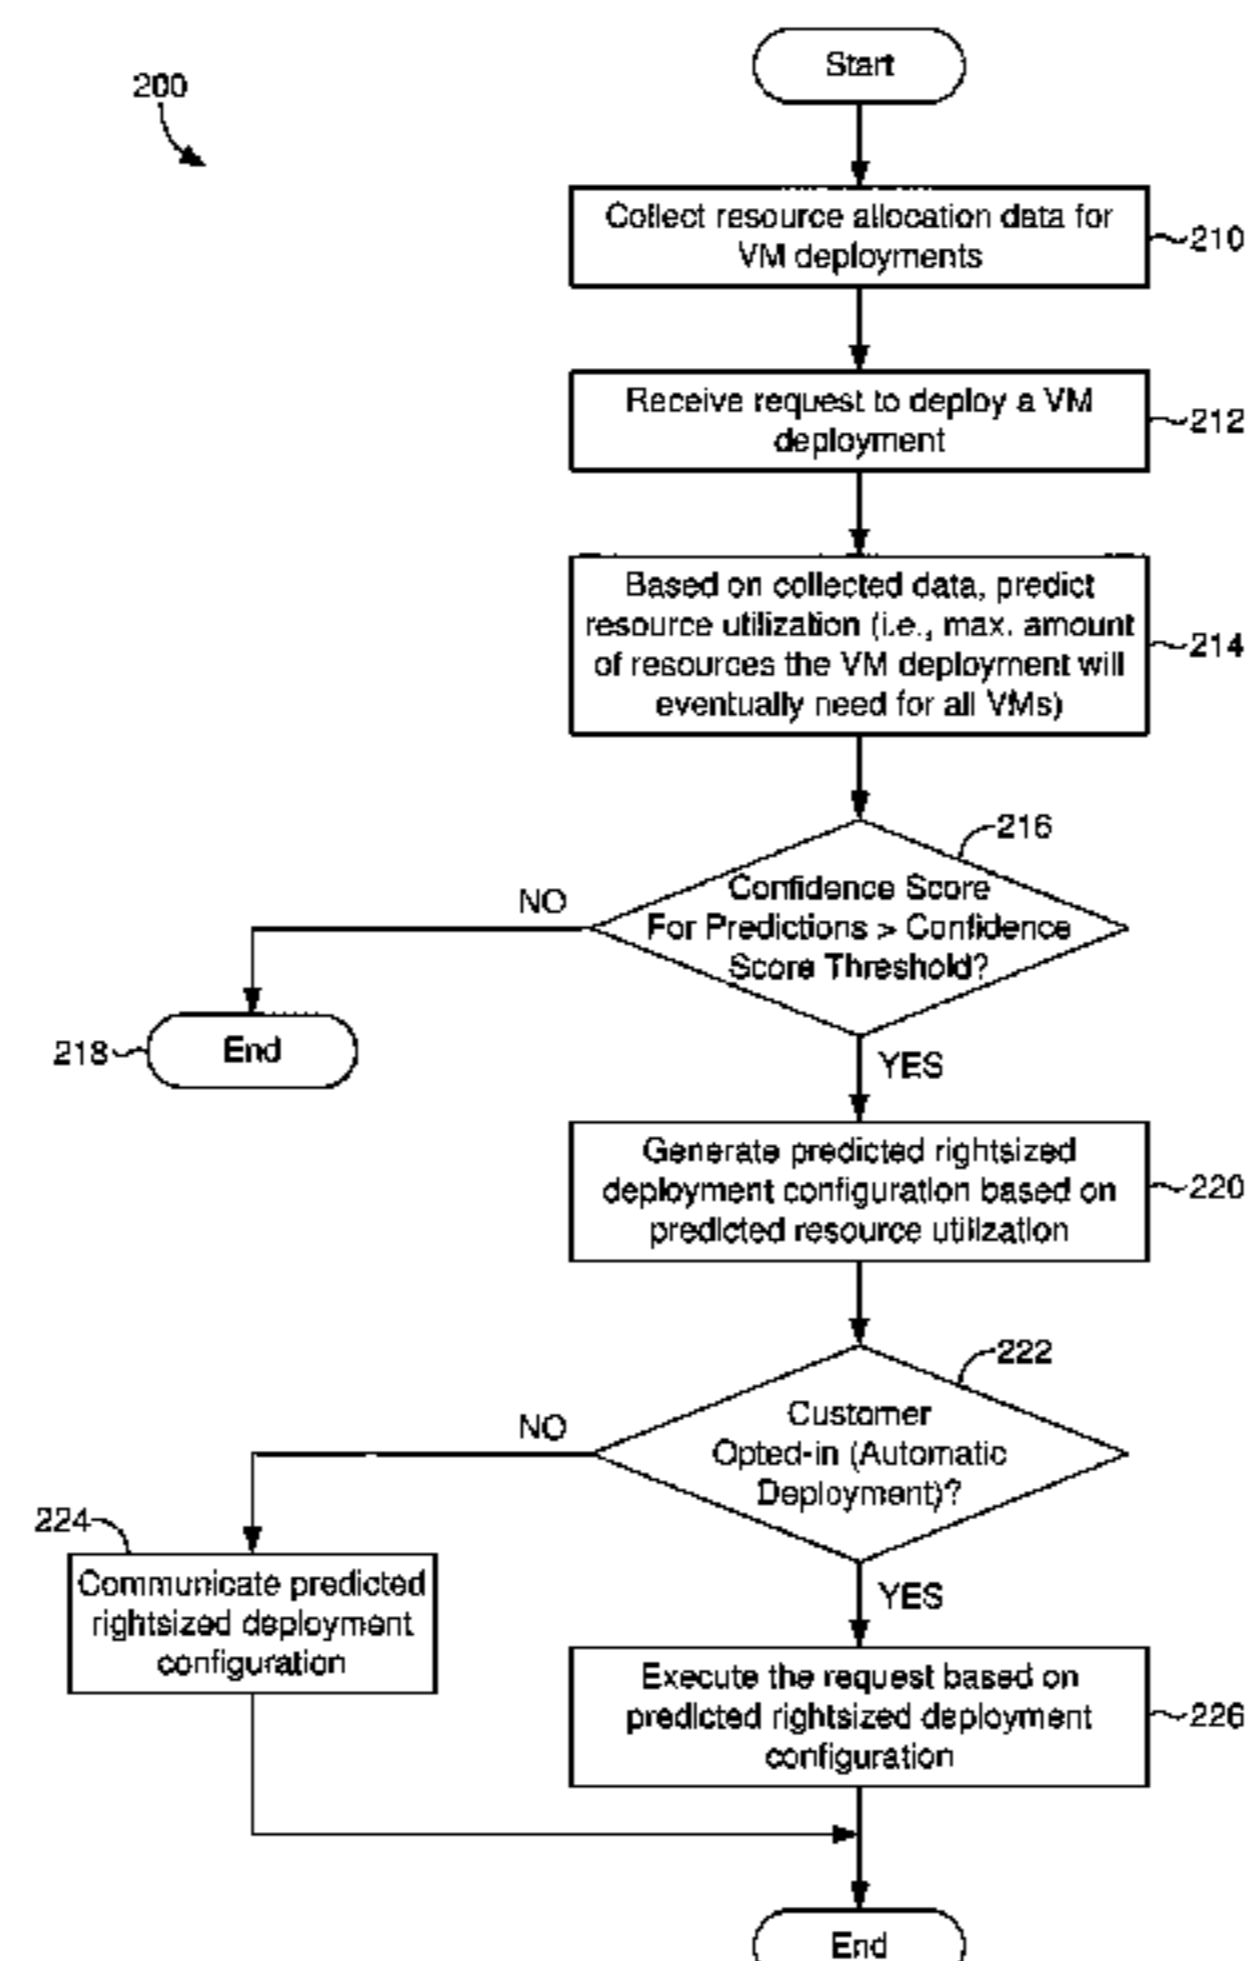 200
Start
Collect resource allocation data for
VM deployments
210
Receive request to deploy a VM
deployment
212
Based on collected data, predict
resource utilization (i.e., max. amount
of resources the VM deployment will
eventually need for all VMs)
214
216
Confidence Score
For Predictions > Confidence
Score Threshold?
NO
218
End
YES
Generate predicted rightsized
deployment configuration based on
predicted resource utilization
220
222
Customer
Opted-in (Automatic
Deployment)?
NO
224
Communicate predicted
rightsized deployment
configuration
YES
Execute the request based on
predicted rightsized deployment
configuration
226
End